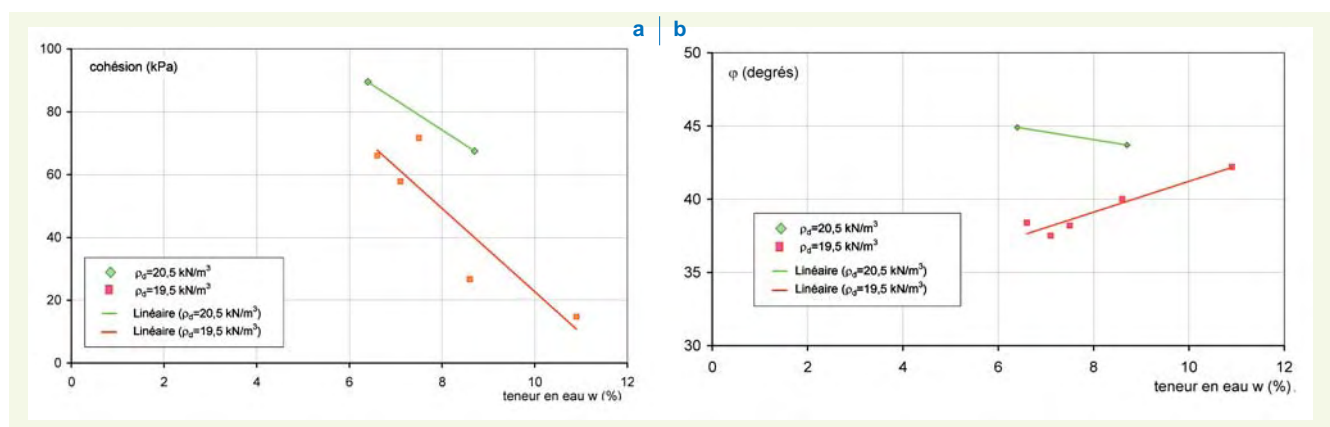 a b
cohésion (kPa)
100
80
60
40
20
0
0 2 4 6 8 10 12
teneur en eau w (%)
ρd=20,5 kN/m³
ρd=19,5 kN/m³
Linéaire (ρd=20,5 kN/m³)
Linéaire (ρd=19,5 kN/m³)
φ (degrés)
50
45
40
35
30
0 2 4 6 8 10 12
teneur en eau w (%).
ρd=20,5 kN/m³
ρd=19,5 kN/m³
Linéaire (ρd=20,5 kN/m³)
Linéaire (ρd=19,5 kN/m³)